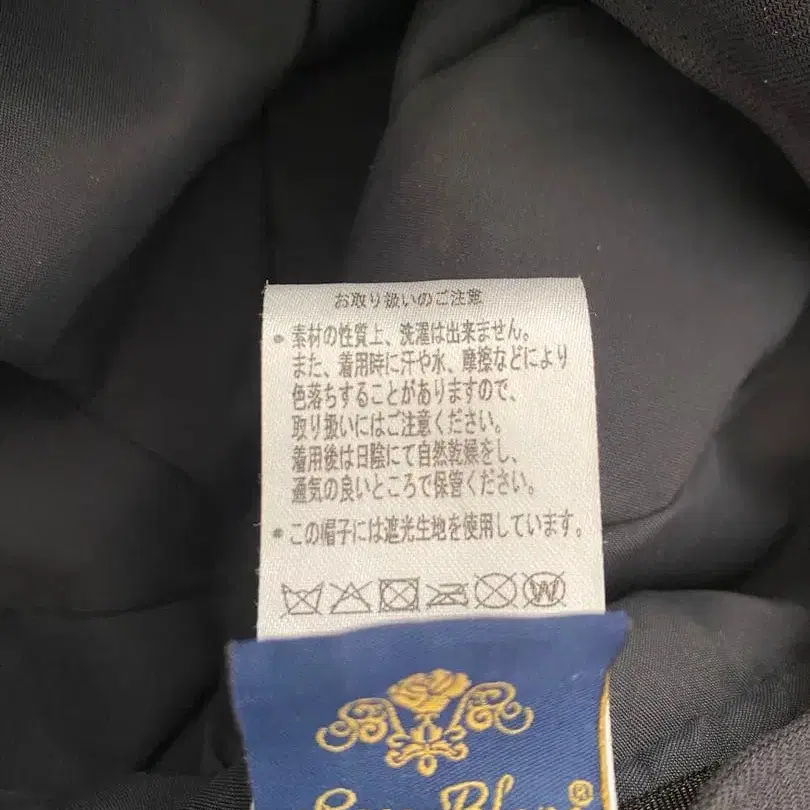 お取り扱いのご注意
• 素材の性質上、洗濯は出来ません。
また、着用時に汗や水、摩擦などにより
色落ちすることがありますので、
取り扱いにはご注意ください。
着用後は日陰にて自然乾燥をし、
通気の良いところで保管ください。
• この帽子には遮光生地を使用しています。
W
®